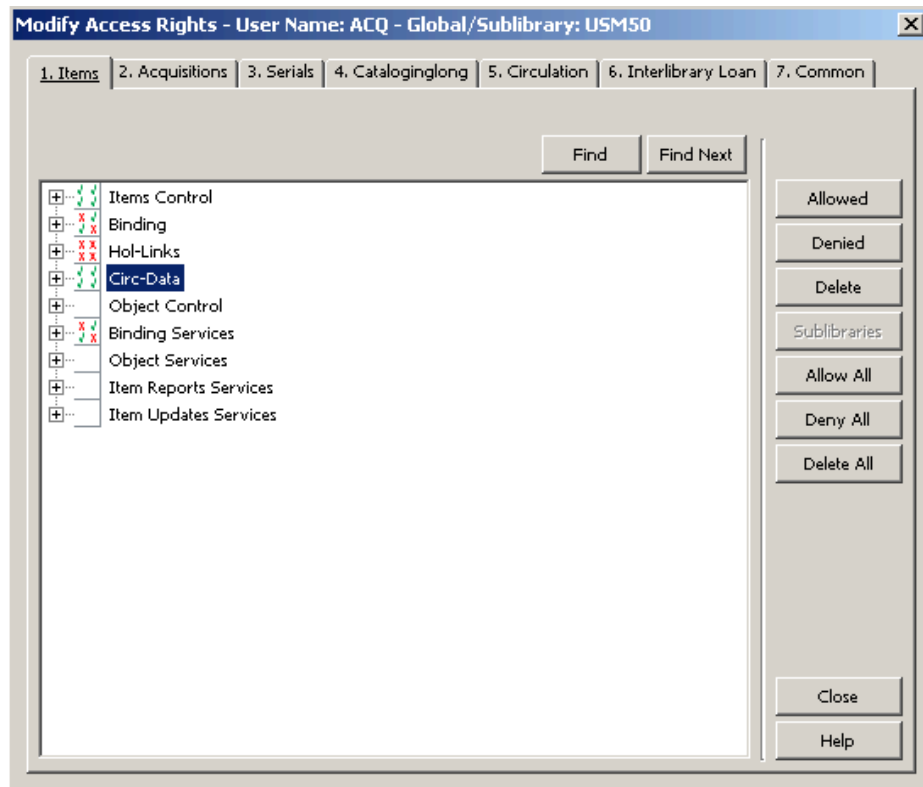 Modify Access Rights - User Name: ACQ - Global/Sublibrary: USM50
1. Items 2. Acquisitions 3. Serials 4. Cataloginglong 5. Circulation 6. Interlibrary Loan 7. Common
Find Find Next
Items Control
Binding
Hol-Links
Circ-Data
Object Control
Binding Services
Object Services
Item Reports Services
Item Updates Services
Allowed
Denied
Delete
Sublibraries
Allow All
Deny All
Delete All
Close
Help